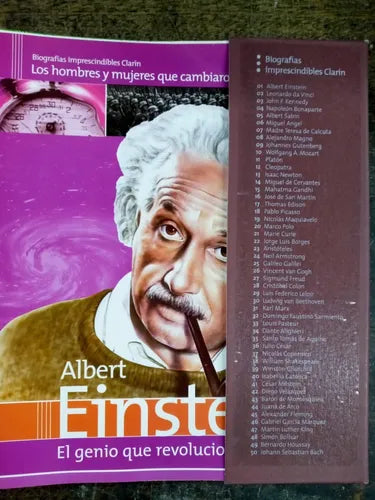 Biografías Imprescindibles Clarín
Los hombres y mujeres que cambiaro
Albert
Einste
El genio que revolucio
Biografías
Imprescindibles Clarín
01 Albert Einstein
02 Leonardo da Vinci
03 John F. Kennedy
04 Napoleón Bonaparte
05 Albert Sabin
06 Miguel Angel
07 Madre Teresa de Calcuta
08 Alejandro Magno
09 Johannes Gutenberg
10 Wolfgang A. Mozart
11 Platón
12 Cleopatra
13 Isaac Newton
14 Miguel de Cervantes
15 Mahatma Gandhi
16 José de San Martín
17 Thomas Edison
18 Pablo Picasso
19 Nicolás Maquiavelo
20 Marco Polo
21 Marie Curie
22 Jorge Luis Borges
23 Aristóteles
24 Neil Armstrong
25 Galileo Galilei
26 Vincent van Gogh
27 Sigmund Freud
28 Cristóbal Colón
29 Luis Federico Leloir
30 Ludwig van Beethoven
31 Karl Marx
32 Domingo Faustino Sarmiento
33 Louis Pasteur
34 Dante Alighieri
35 Santo Tomás de Aquino
36 Julio César
37 Nicolás Copérnico
38 William Shakespeare
39 Winston Churchill
40 Isabella Católica
41 César Milstein
42 Diego Velázquez
43 Barón de Montesquieu
44 Juana de Arco
45 Alexander Fleming
46 Gabriel García Márquez
47 Martin Luther King
48 Simón Bolívar
49 Bernardo Houssay
50 Johann Sebastian Bach